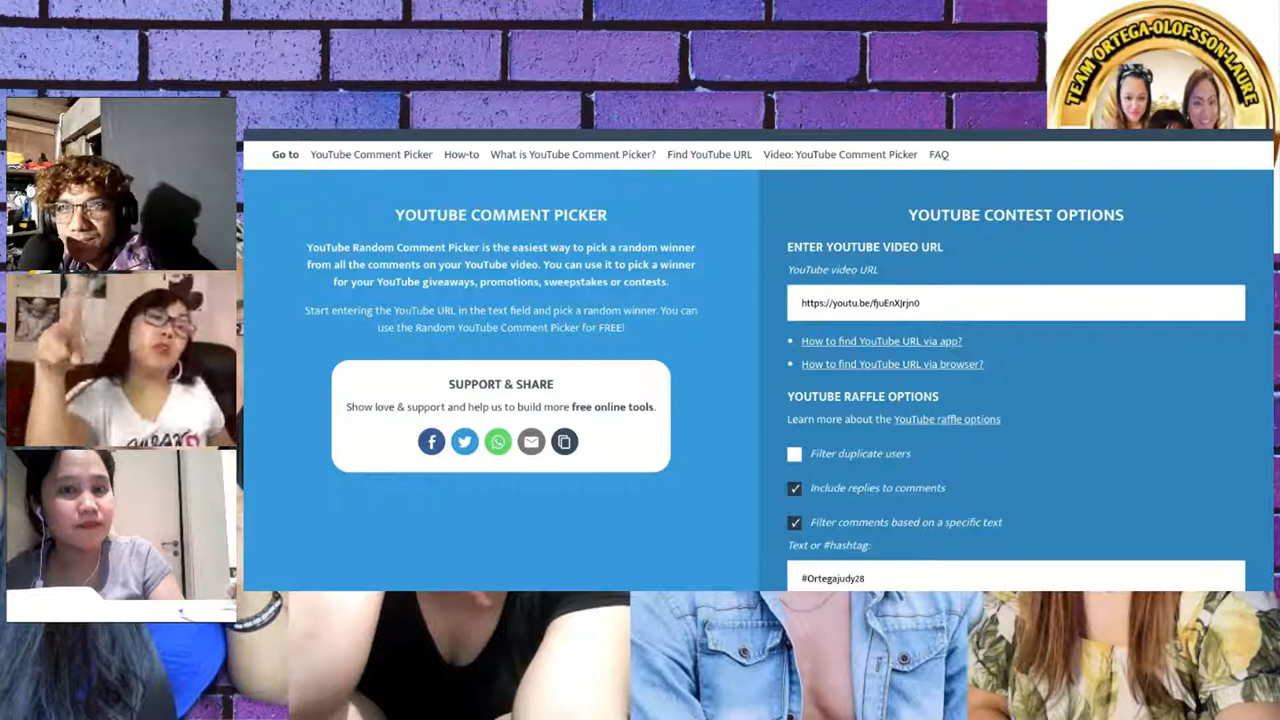 TEAM ORTEGA-OLOFSSON-LAURE
Go to YouTube Comment Picker How-to What is YouTube Comment Picker? Find YouTube URL Video: YouTube Comment Picker FAQ
YOUTUBE COMMENT PICKER
YouTube Random Comment Picker is the easiest way to pick a random winner
from all the comments on your YouTube video. You can use it to pick a winner
for your YouTube giveaways, promotions, sweepstakes or contests.
Start entering the YouTube URL in the text field and pick a random winner. You can
use the Random YouTube Comment Picker for FREE!
SUPPORT & SHARE
Show love & support and help us to build more free online tools.
YOUTUBE CONTEST OPTIONS
ENTER YOUTUBE VIDEO URL
YouTube video URL
https://youtu.be/fjuEnXJrjn0
How to find YouTube URL via app?
How to find YouTube URL via browser?
YOUTUBE RAFFLE OPTIONS
Learn more about the YouTube raffle options
Filter duplicate users
Include replies to comments
Filter comments based on a specific text
Text or #hashtag:
#Ortegajudy28